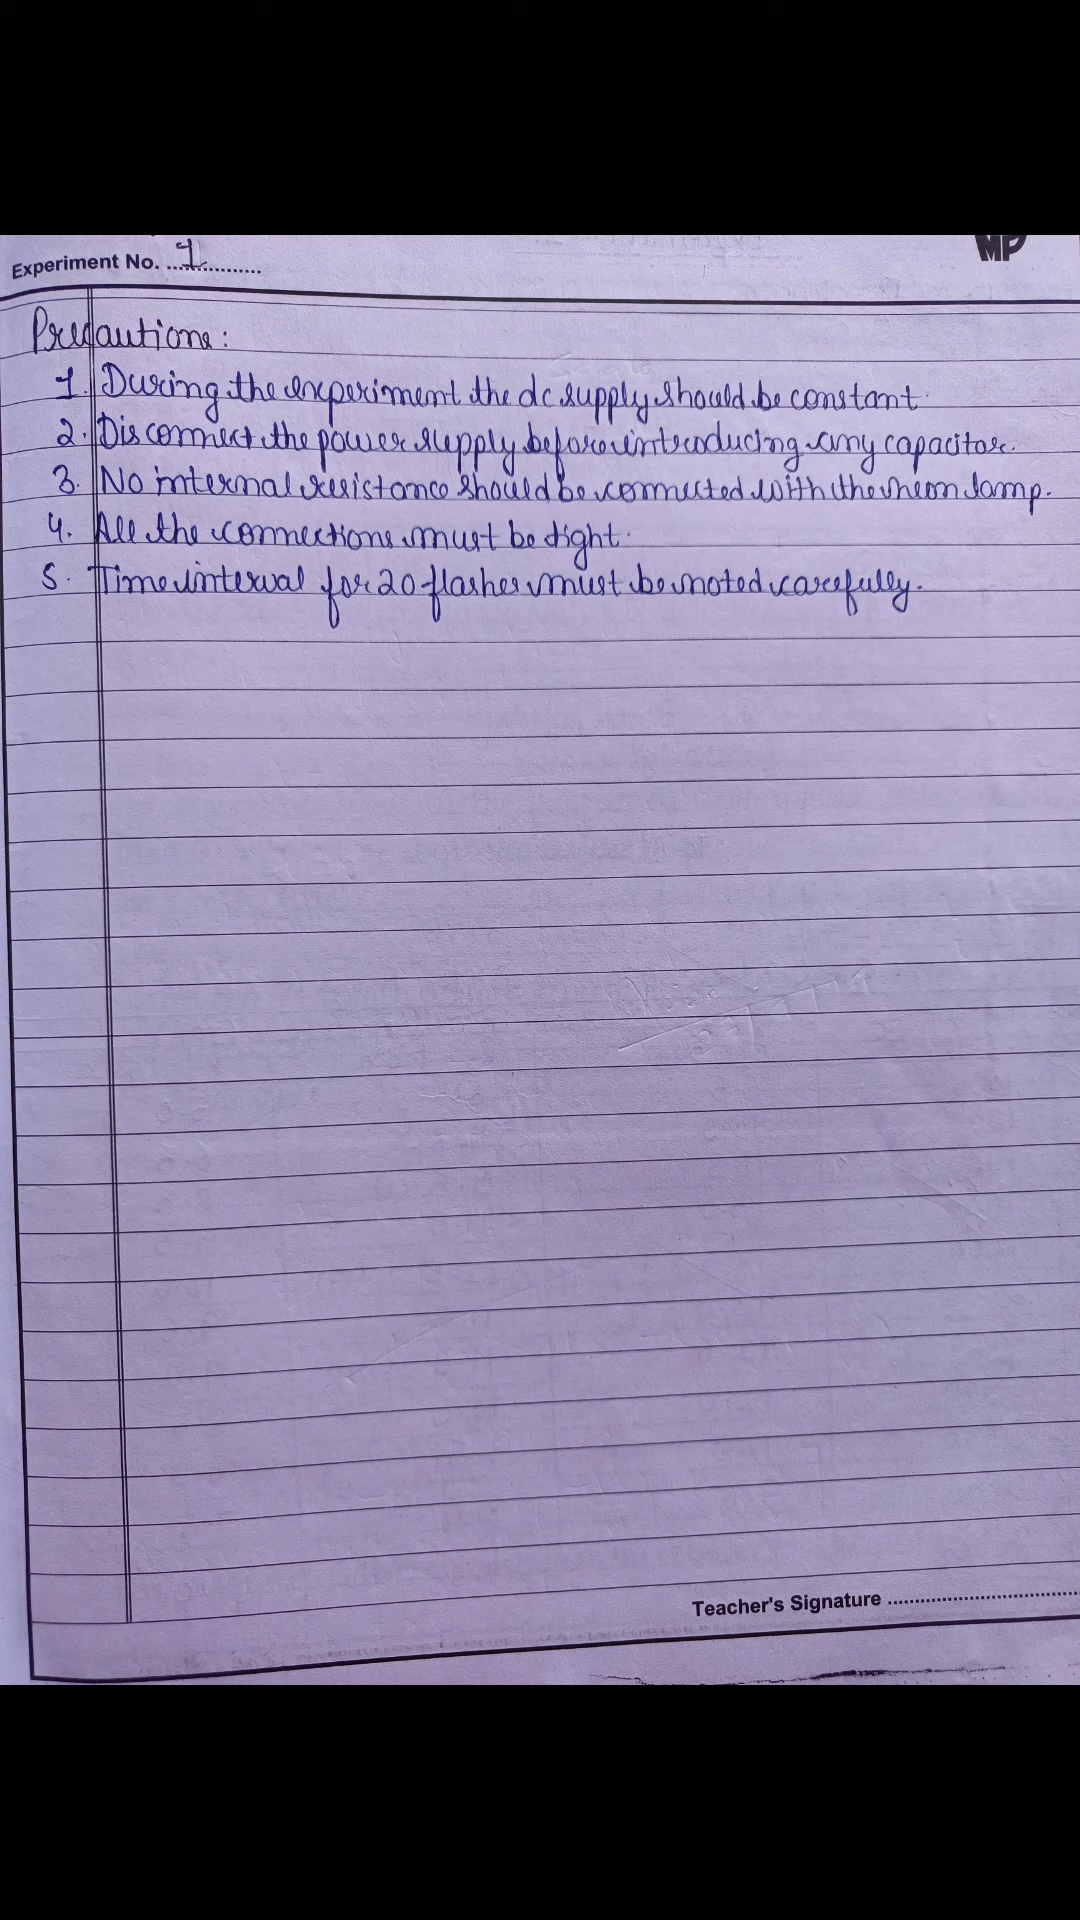 Experiment No. ...1............
MP
Precautions:
1. During the experiment the dc supply should be constant.
2. Disconnect the power supply before introducing any capacitor.
3. No internal resistance should be connected with the neon lamp.
4. All the connections must be tight.
5. Time interval for 20 flashes must be noted carefully.
Teacher's Signature ....................................